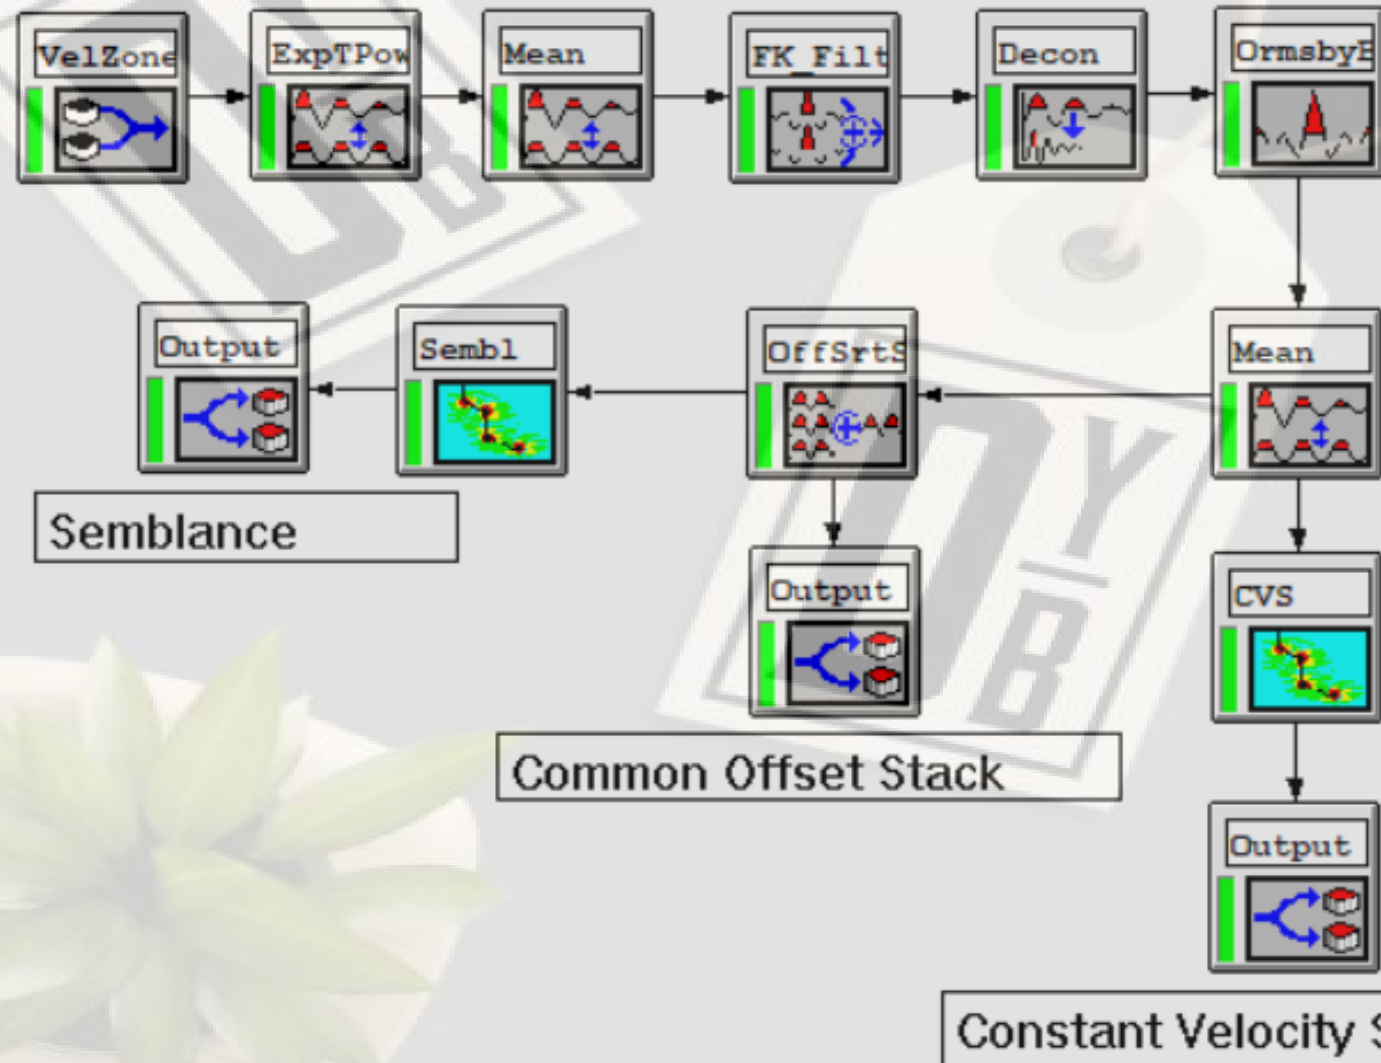 VelZone
ExpTPow
Mean
FK_Filt
Decon
OrmsbyB
Output
Sembl
OffSrtS
Mean
Semblance
Output
CVS
Common Offset Stack
Output
Constant Velocity S
D Y B